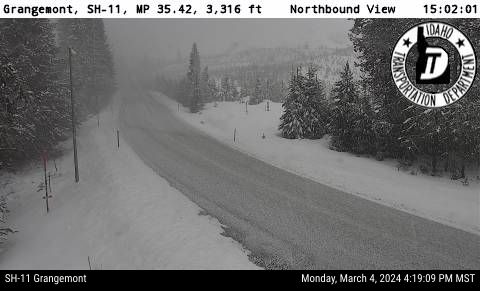 Grangemont, SH-11, MP 35.42, 3,316 ft Northbound View 15:02:01
IDAHO
TRANSPORTATION DEPARTMENT
SH-11 Grangemont Monday, March 4, 2024 4:19:09 PM MST